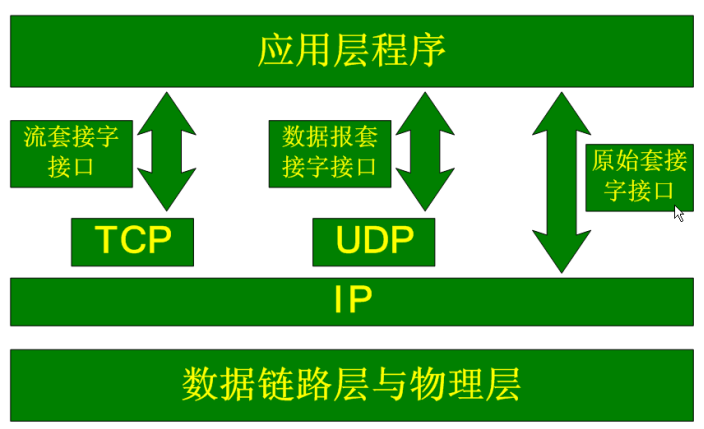 应用层程序
流套接字
接口
数据报套
接字接口
原始套接
字接口
TCP
UDP
IP
数据链路层与物理层